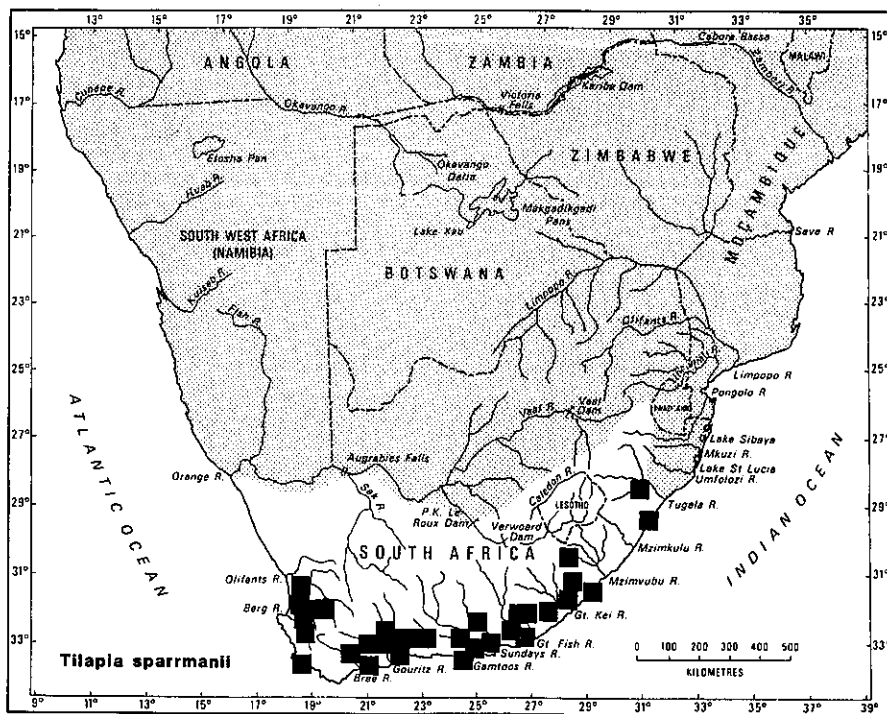 13° 15° 17° 19° 21° 23° 25° 27° 29° 31° 33° 35° 37° 39°
15° 15°
17° 17°
19° 19°
21° 21°
23° 23°
25° 25°
27° 27°
29° 29°
31° 31°
33° 33°
9° 11° 13° 15° 17° 19° 21° 23° 25° 27° 29° 31° 33° 35° 37° 39°
ANGOLA
ZAMBIA
MALAWI
Cabora Bassa
Zambezi R.
Cunene R.
Okavango R.
Victoria
Falls
Kariba Dam
Etosha Pan
Okavango
Delta
ZIMBABWE
MOÇAMBIQUE
Makgadikgadi
Pans
Lake Xau
Save R
SOUTH WEST AFRICA
(NAMIBIA)
BOTSWANA
Kuiseb R.
Fish R.
Limpopo R.
Olifants R.
Limpopo R
Pongolo R
Vaal R.
Vaal
Dam
Lake Sibaya
Mkuzi R.
Lake St Lucia
Umfolozi R.
Augrabies Falls
Orange R.
Sak R.
Caledon R.
LESOTHO
P.K. Le
Roux Dam
Verwoerd
Dam
Tugela R.
SOUTH AFRICA
Mzimkulu R.
Mzimvubu R.
Olifants R.
Berg R.
Gt. Kei R.
Gt. Fish R.
Sundays R.
Gamtoos R.
Gouritz R.
Bree R.
ATLANTIC OCEAN
INDIAN OCEAN
Tilapia sparrmanii
0 100 200 300 400 500
KILOMETRES